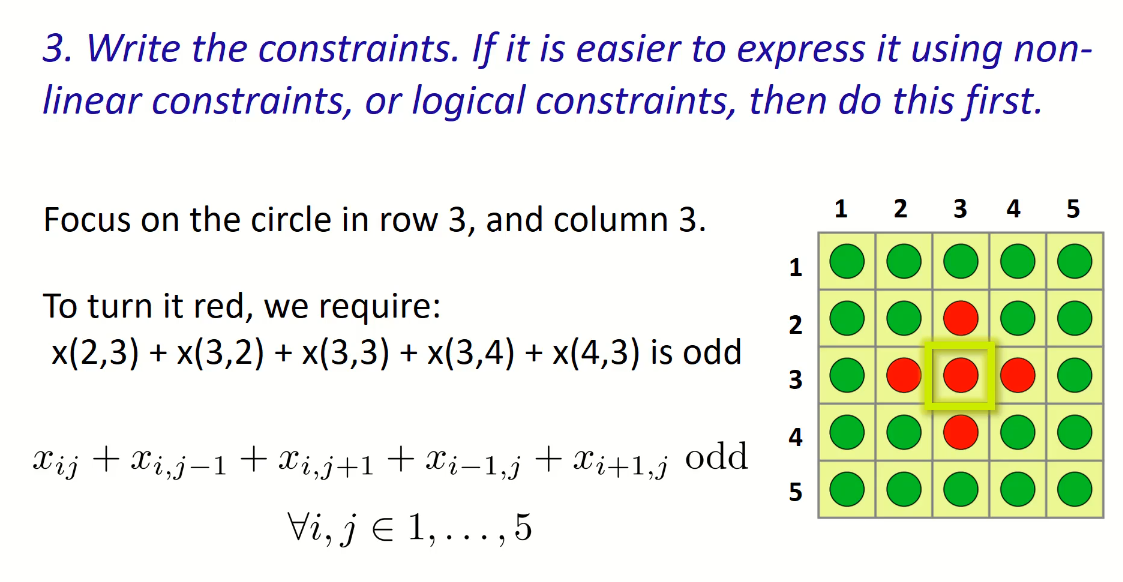 3. Write the constraints. If it is easier to express it using non-
linear constraints, or logical constraints, then do this first.
Focus on the circle in row 3, and column 3.
To turn it red, we require:
x(2,3) + x(3,2) + x(3,3) + x(3,4) + x(4,3) is odd
x_{ij} + x_{i,j−1} + x_{i,j+1} + x_{i−1,j} + x_{i+1,j} odd
∀i, j ∈ 1, . . . , 5
1 2 3 4 5
1
2
3
4
5